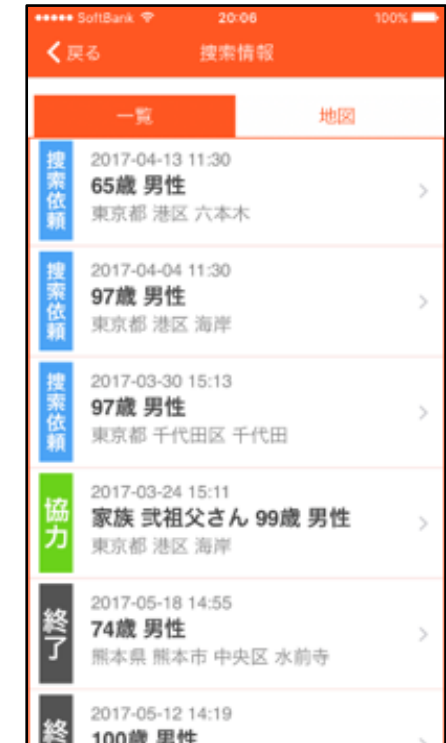 SoftBank 20:06 100%
戻る 捜索情報
一覧 地図
捜索依頼
2017-04-13 11:30
65歳 男性
東京都 港区 六本木
捜索依頼
2017-04-04 11:30
97歳 男性
東京都 港区 海岸
捜索依頼
2017-03-30 15:13
97歳 男性
東京都 千代田区 千代田
協力
2017-03-24 15:11
家族 弐祖父さん 99歳 男性
東京都 港区 海岸
終了
2017-05-18 14:55
74歳 男性
熊本県 熊本市 中央区 水前寺
終
2017-05-12 14:19
100歳 男性